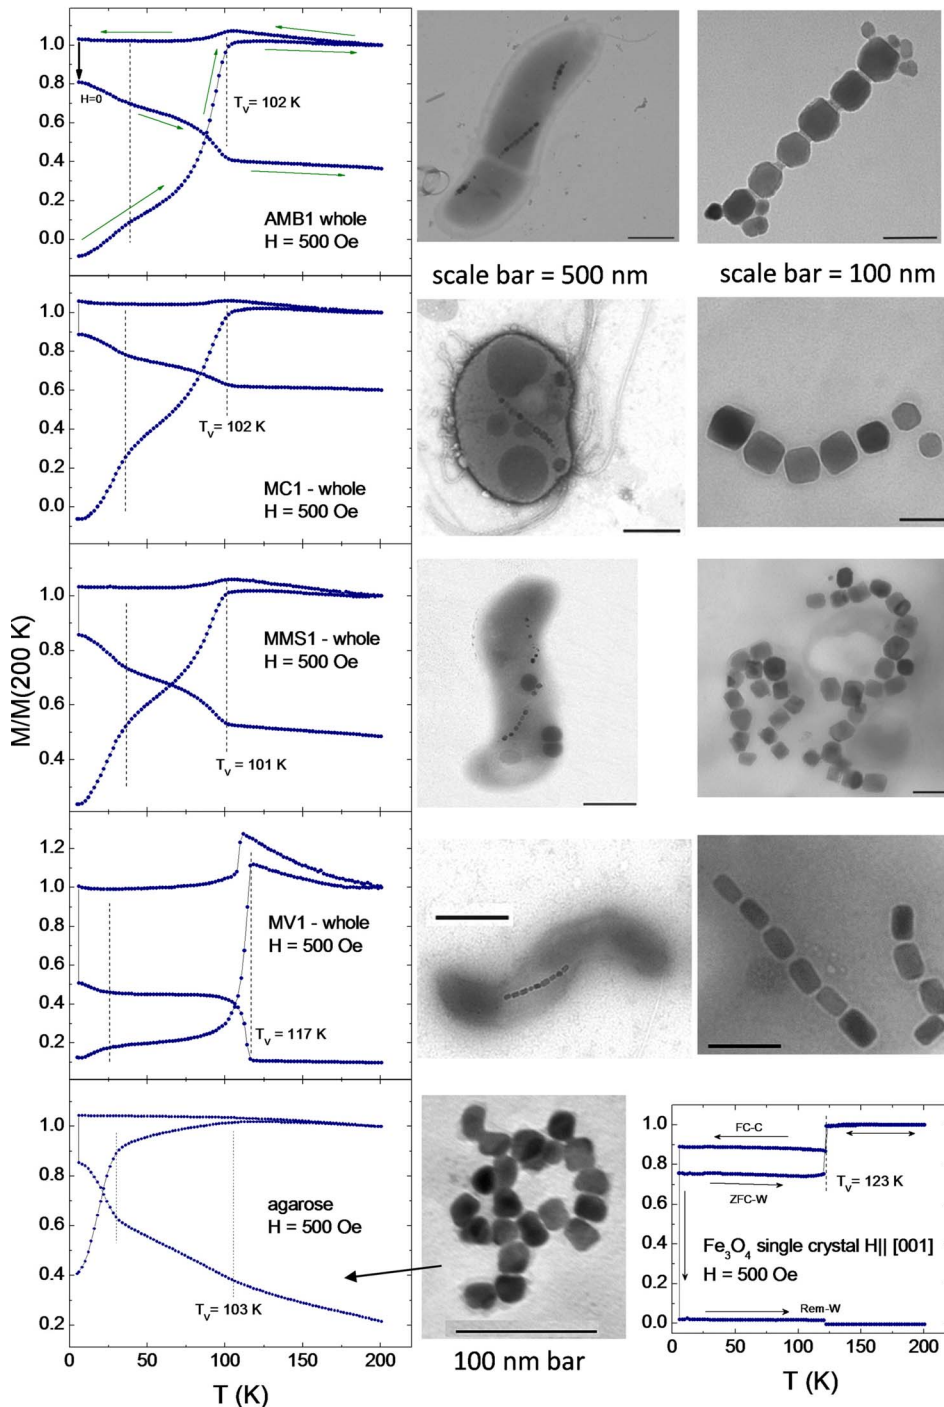 1.0
0.8
0.6
0.4
0.2
0.0
H=0
T_V = 102 K
AMB1 whole
H = 500 Oe
scale bar = 500 nm
scale bar = 100 nm
1.0
0.8
0.6
0.4
0.2
0.0
T_V = 102 K
MC1 - whole
H = 500 Oe
M/M(200 K)
1.0
0.8
0.6
0.4
MMS1 - whole
H = 500 Oe
T_V = 101 K
1.2
1.0
0.8
0.6
0.4
0.2
MV1 - whole
H = 500 Oe
T_V = 117 K
1.0
0.8
0.6
0.4
0.2
agarose
H = 500 Oe
T_V = 103 K
0 50 100 150 200
T (K)
100 nm bar
1.0
0.8
0.6
0.4
0.2
0.0
FC-C
ZFC-W
T_V = 123 K
Fe₃O₄ single crystal H|| [001]
H = 500 Oe
Rem-W
0 50 100 150 200
T (K)